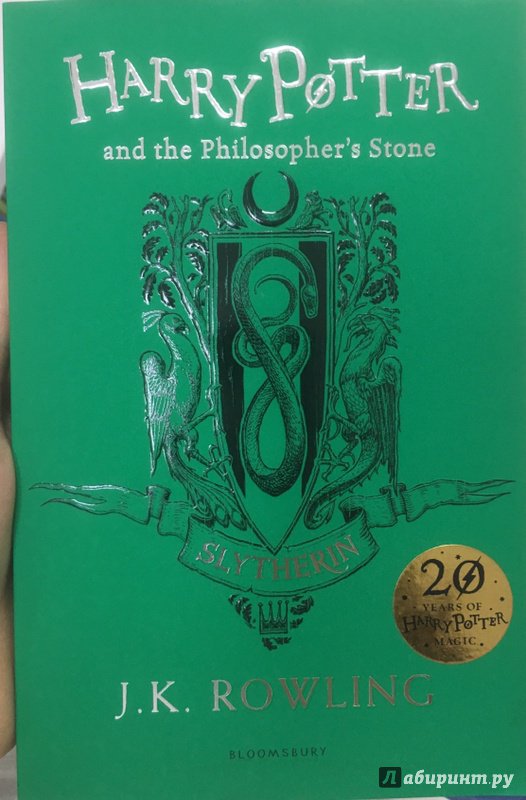 HARRY POTTER
and the Philosopher's Stone
SLYTHERIN
20
YEARS OF
HARRY POTTER
MAGIC
J.K. ROWLING
BLOOMSBURY
Лабиринт.ру